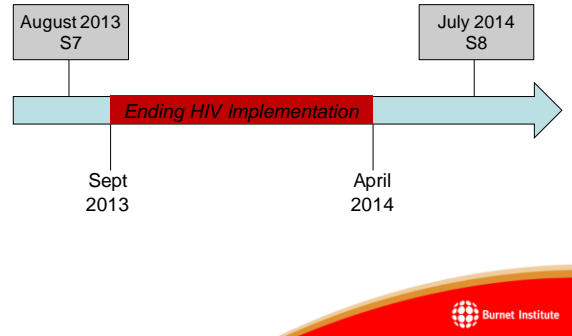 August 2013
S7
July 2014
S8
Ending HIV Implementation
Sept
2013
April
2014
Burnet Institute